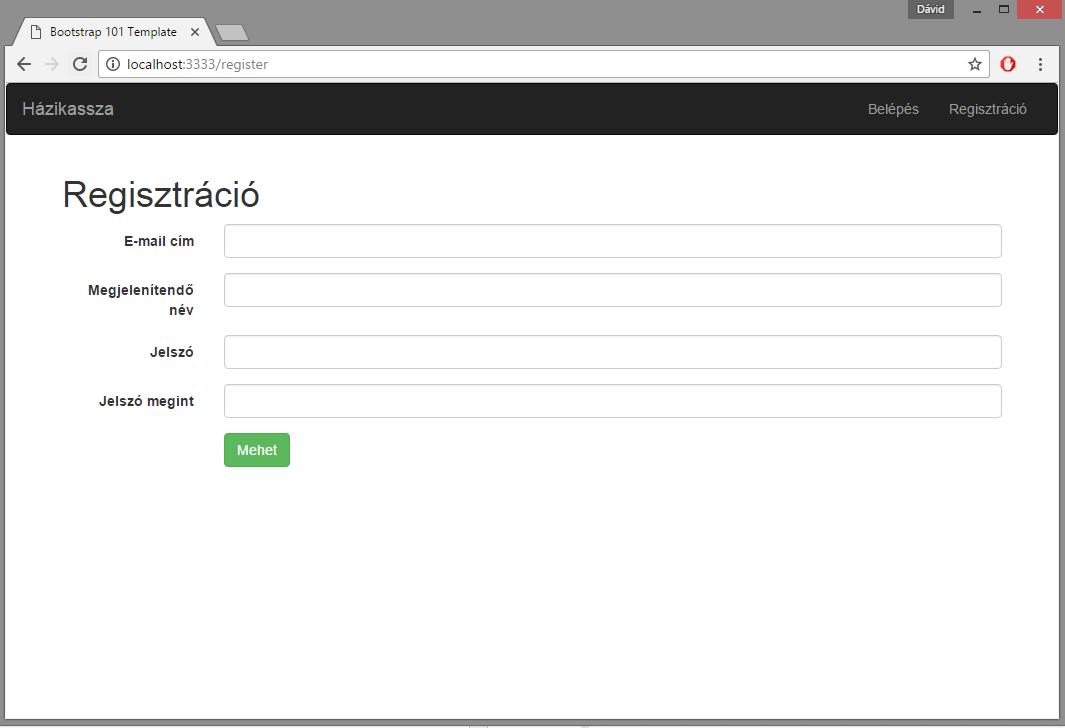 Dávid
Bootstrap 101 Template
localhost:3333/register
Házikassza Belépés Regisztráció
Regisztráció
E-mail cím
Megjelenítendő
név
Jelszó
Jelszó megint
Mehet